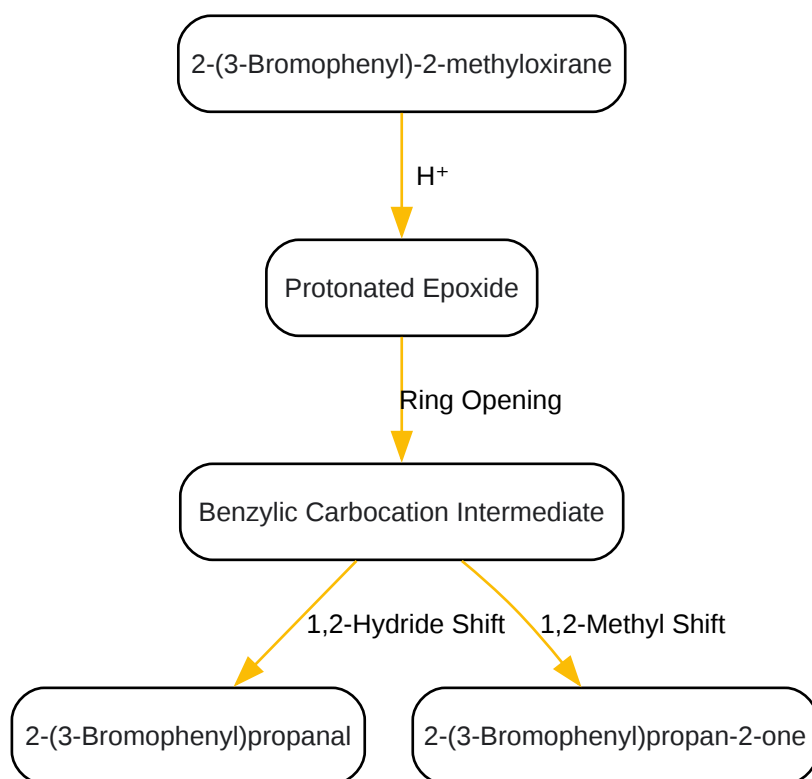 2-(3-Bromophenyl)-2-methyloxirane
H⁺
Protonated Epoxide
Ring Opening
Benzylic Carbocation Intermediate
1,2-Hydride Shift
1,2-Methyl Shift
2-(3-Bromophenyl)propanal
2-(3-Bromophenyl)propan-2-one